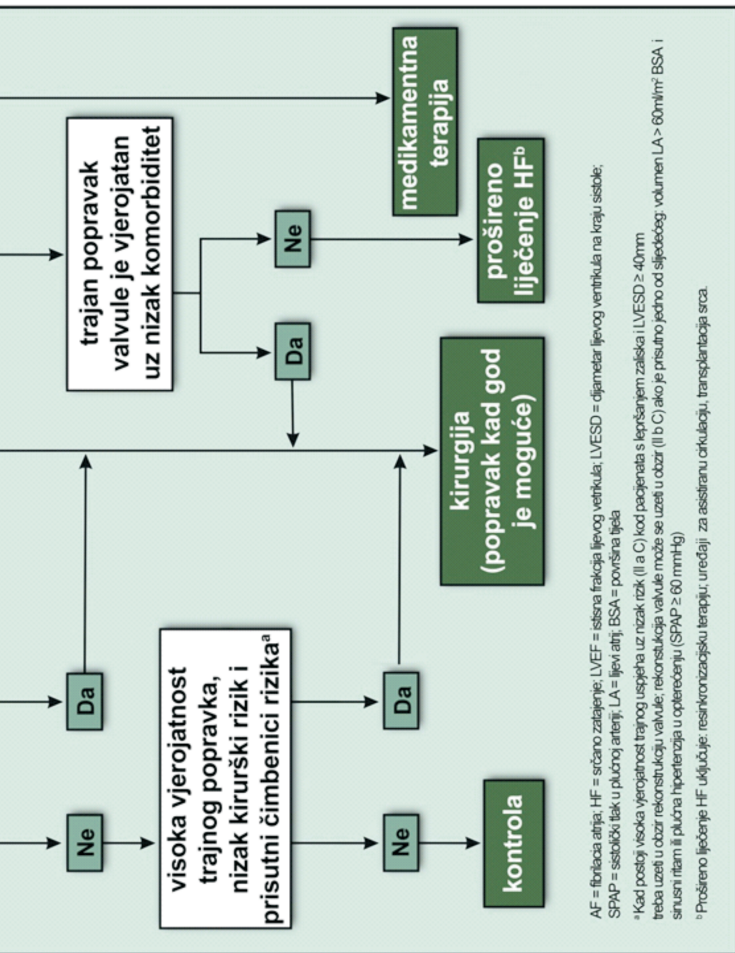 Ne
Da
trajan popravak
valvule je vjerojatan
uz nizak komorbiditet
visoka vjerojatnost
trajnog popravka,
nizak kirurški rizik i
prisutni čimbenici rizikaª
Da
Ne
Ne
Da
kontrola
kirurgija
(popravak kad god
je moguće)
prošireno
liječenje HFᵇ
medikamentna
terapija
AF = fibrilacia atrija; HF = srčano zatajenje; LVEF = istisna frakcija lijevog vetrikula; LVESD = dijametar lijevog ventrikula na kraju sistole;
SPAP = sistolički tlak u plućnoj arteriji; LA = lijevi atrij; BSA = površina tijela
ª Kad postoji visoka vjerojatnost trajnog uspjeha uz nizak rizik (II a C) kod pacijenata s lepršanjem zaliska i LVESD ≥ 40mm
treba uzeti u obzir rekonstrukciju valvule; rekonstukcija valvule može se uzeti u obzir (II b C) ako je prisutno jedno od slijedećeg: volumen LA > 60ml/m² BSA i
sinusni ritam ili plućna hipertenzija u opterećenju (SPAP ≥ 60 mmHg)
ᵇ Prošireno liječenje HF uključuje: resinkronizacijsku terapiju; uređaji za asistiranu cirkulaciju, transplantacija srca.